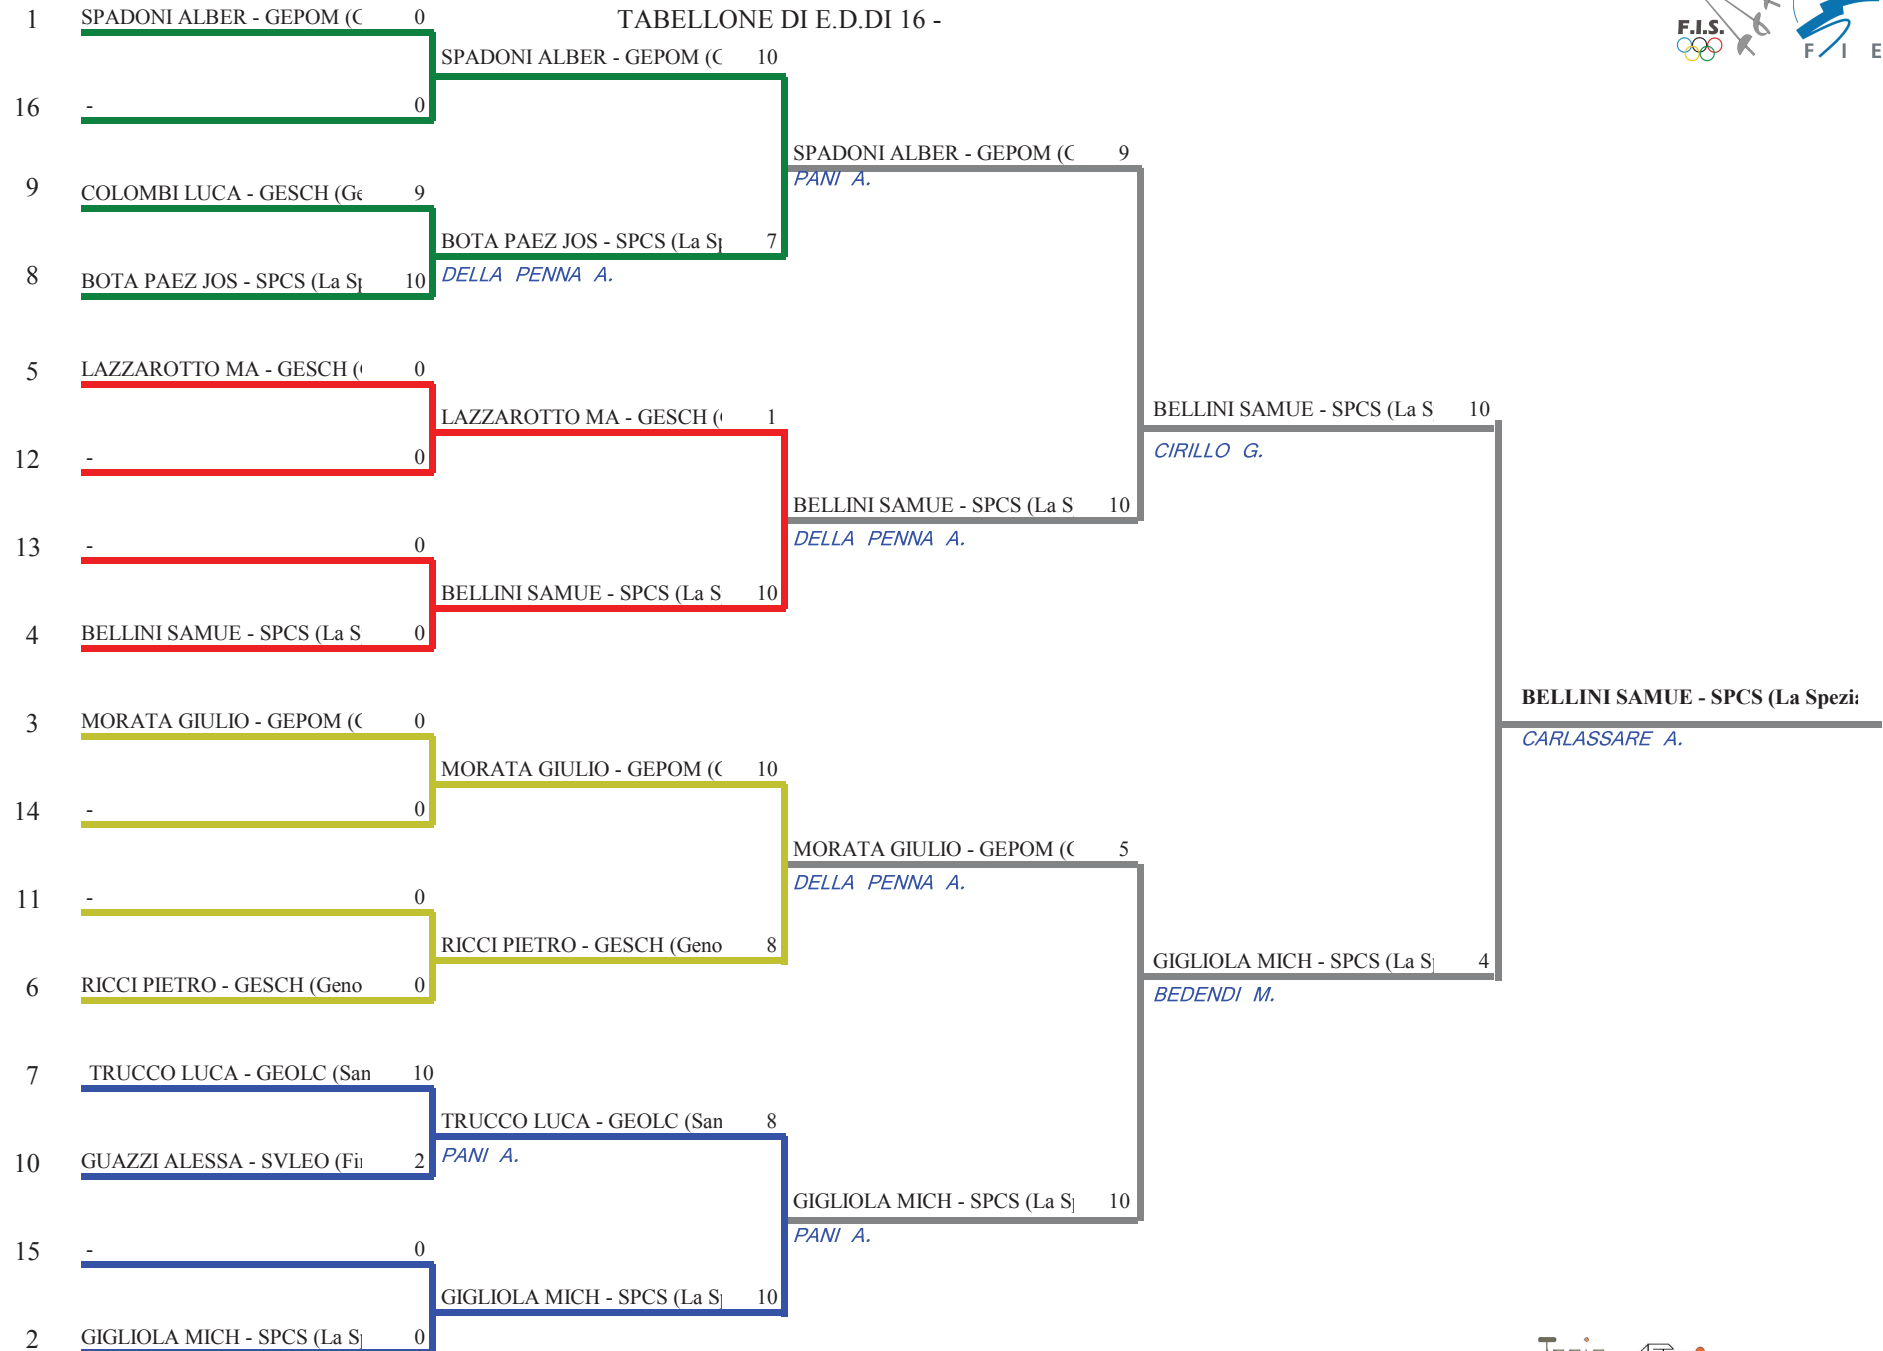 TABELLONE DI E.D.DI 16 -
F.I.S.
F I E
1 SPADONI ALBER - GEPOM (C 0
SPADONI ALBER - GEPOM (C 10
16 - 0
SPADONI ALBER - GEPOM (C 9
PANI A.
9 COLOMBI LUCA - GESCH (Ge 9
BOTA PAEZ JOS - SPCS (La Sp 7
DELLA PENNA A.
8 BOTA PAEZ JOS - SPCS (La Sp 10
5 LAZZAROTTO MA - GESCH ( 0
LAZZAROTTO MA - GESCH ( 1
BELLINI SAMUE - SPCS (La S 10
CIRILLO G.
12 - 0
BELLINI SAMUE - SPCS (La S 10
DELLA PENNA A.
13 - 0
BELLINI SAMUE - SPCS (La S 10
4 BELLINI SAMUE - SPCS (La S 0
BELLINI SAMUE - SPCS (La Spezia
CARLASSARE A.
3 MORATA GIULIO - GEPOM (C 0
MORATA GIULIO - GEPOM (C 10
14 - 0
MORATA GIULIO - GEPOM (C 5
DELLA PENNA A.
11 - 0
RICCI PIETRO - GESCH (Geno 8
GIGLIOLA MICH - SPCS (La Sp 4
BEDENDI M.
6 RICCI PIETRO - GESCH (Geno 0
7 TRUCCO LUCA - GEOLC (San 10
TRUCCO LUCA - GEOLC (San 8
PANI A.
10 GUAZZI ALESSA - SVLEO (Fi 2
GIGLIOLA MICH - SPCS (La Sp 10
PANI A.
15 - 0
GIGLIOLA MICH - SPCS (La Sp 10
2 GIGLIOLA MICH - SPCS (La Sp 0